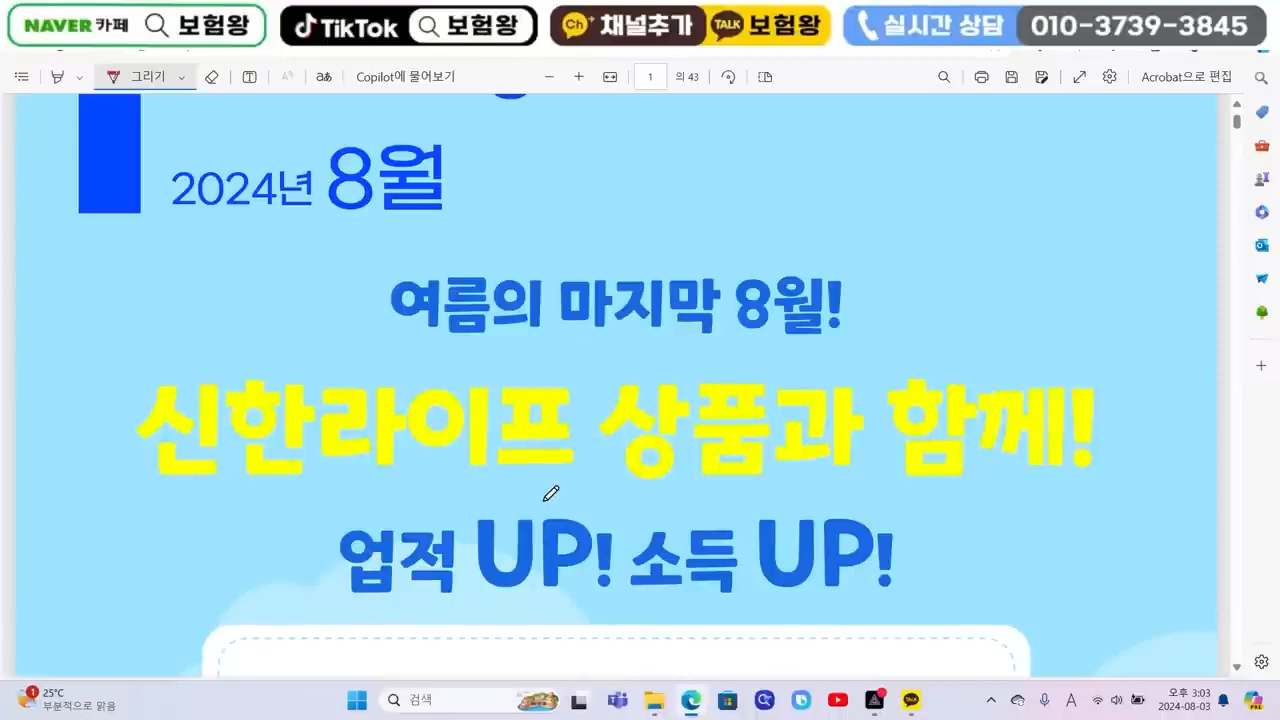 NAVER 카페 보험왕
TikTok 보험왕
Ch+ 채널추가 TALK 보험왕
실시간 상담 010-3739-3845
그리기
가あ
Copilot에 물어보기
1 의 43
Acrobat으로 편집
2024년 8월
여름의 마지막 8월!
신한라이프 상품과 함께!
업적 UP! 소득 UP!
1
25°C
부분적으로 맑음
검색
A
오후 3:03
2024-08-03